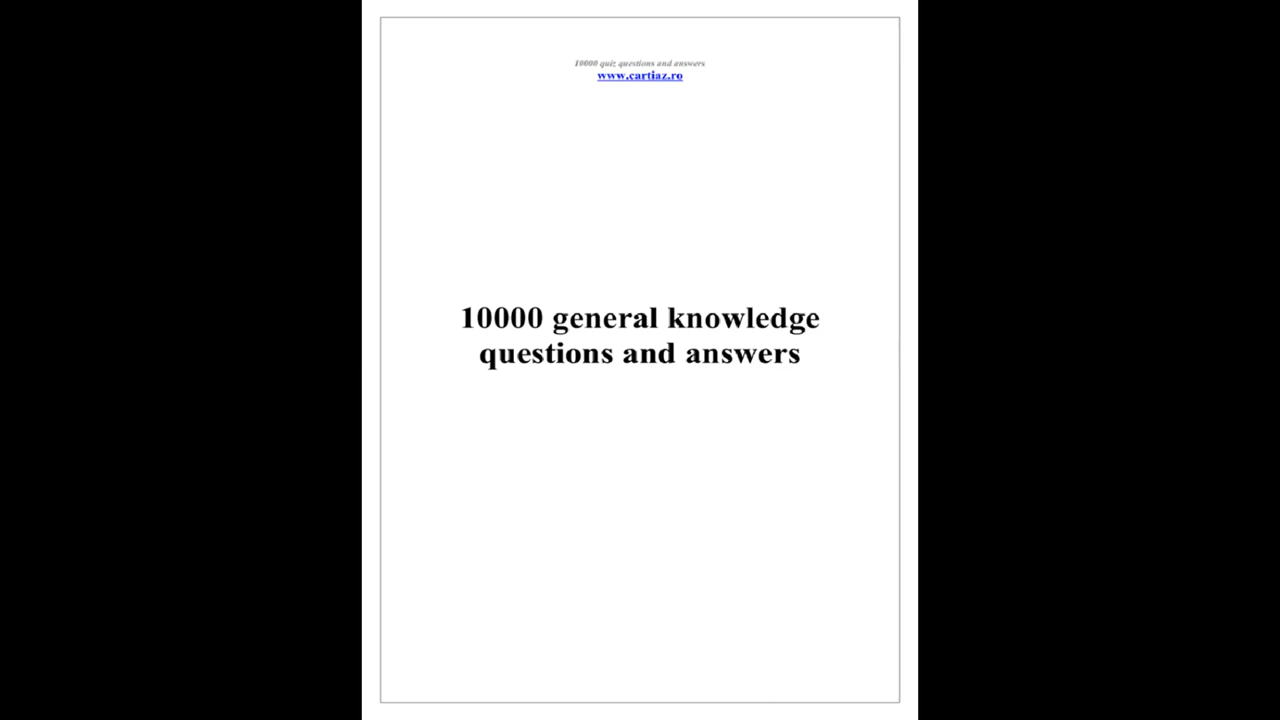 10000 quiz questions and answers
www.cartiaz.ro
10000 general knowledge
questions and answers